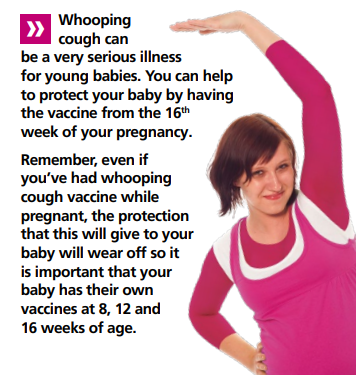 » Whooping
cough can
be a very serious illness
for young babies. You can help
to protect your baby by having
the vaccine from the 16th
week of your pregnancy.
Remember, even if
you’ve had whooping
cough vaccine while
pregnant, the protection
that this will give to your
baby will wear off so it
is important that your
baby has their own
vaccines at 8, 12 and
16 weeks of age.